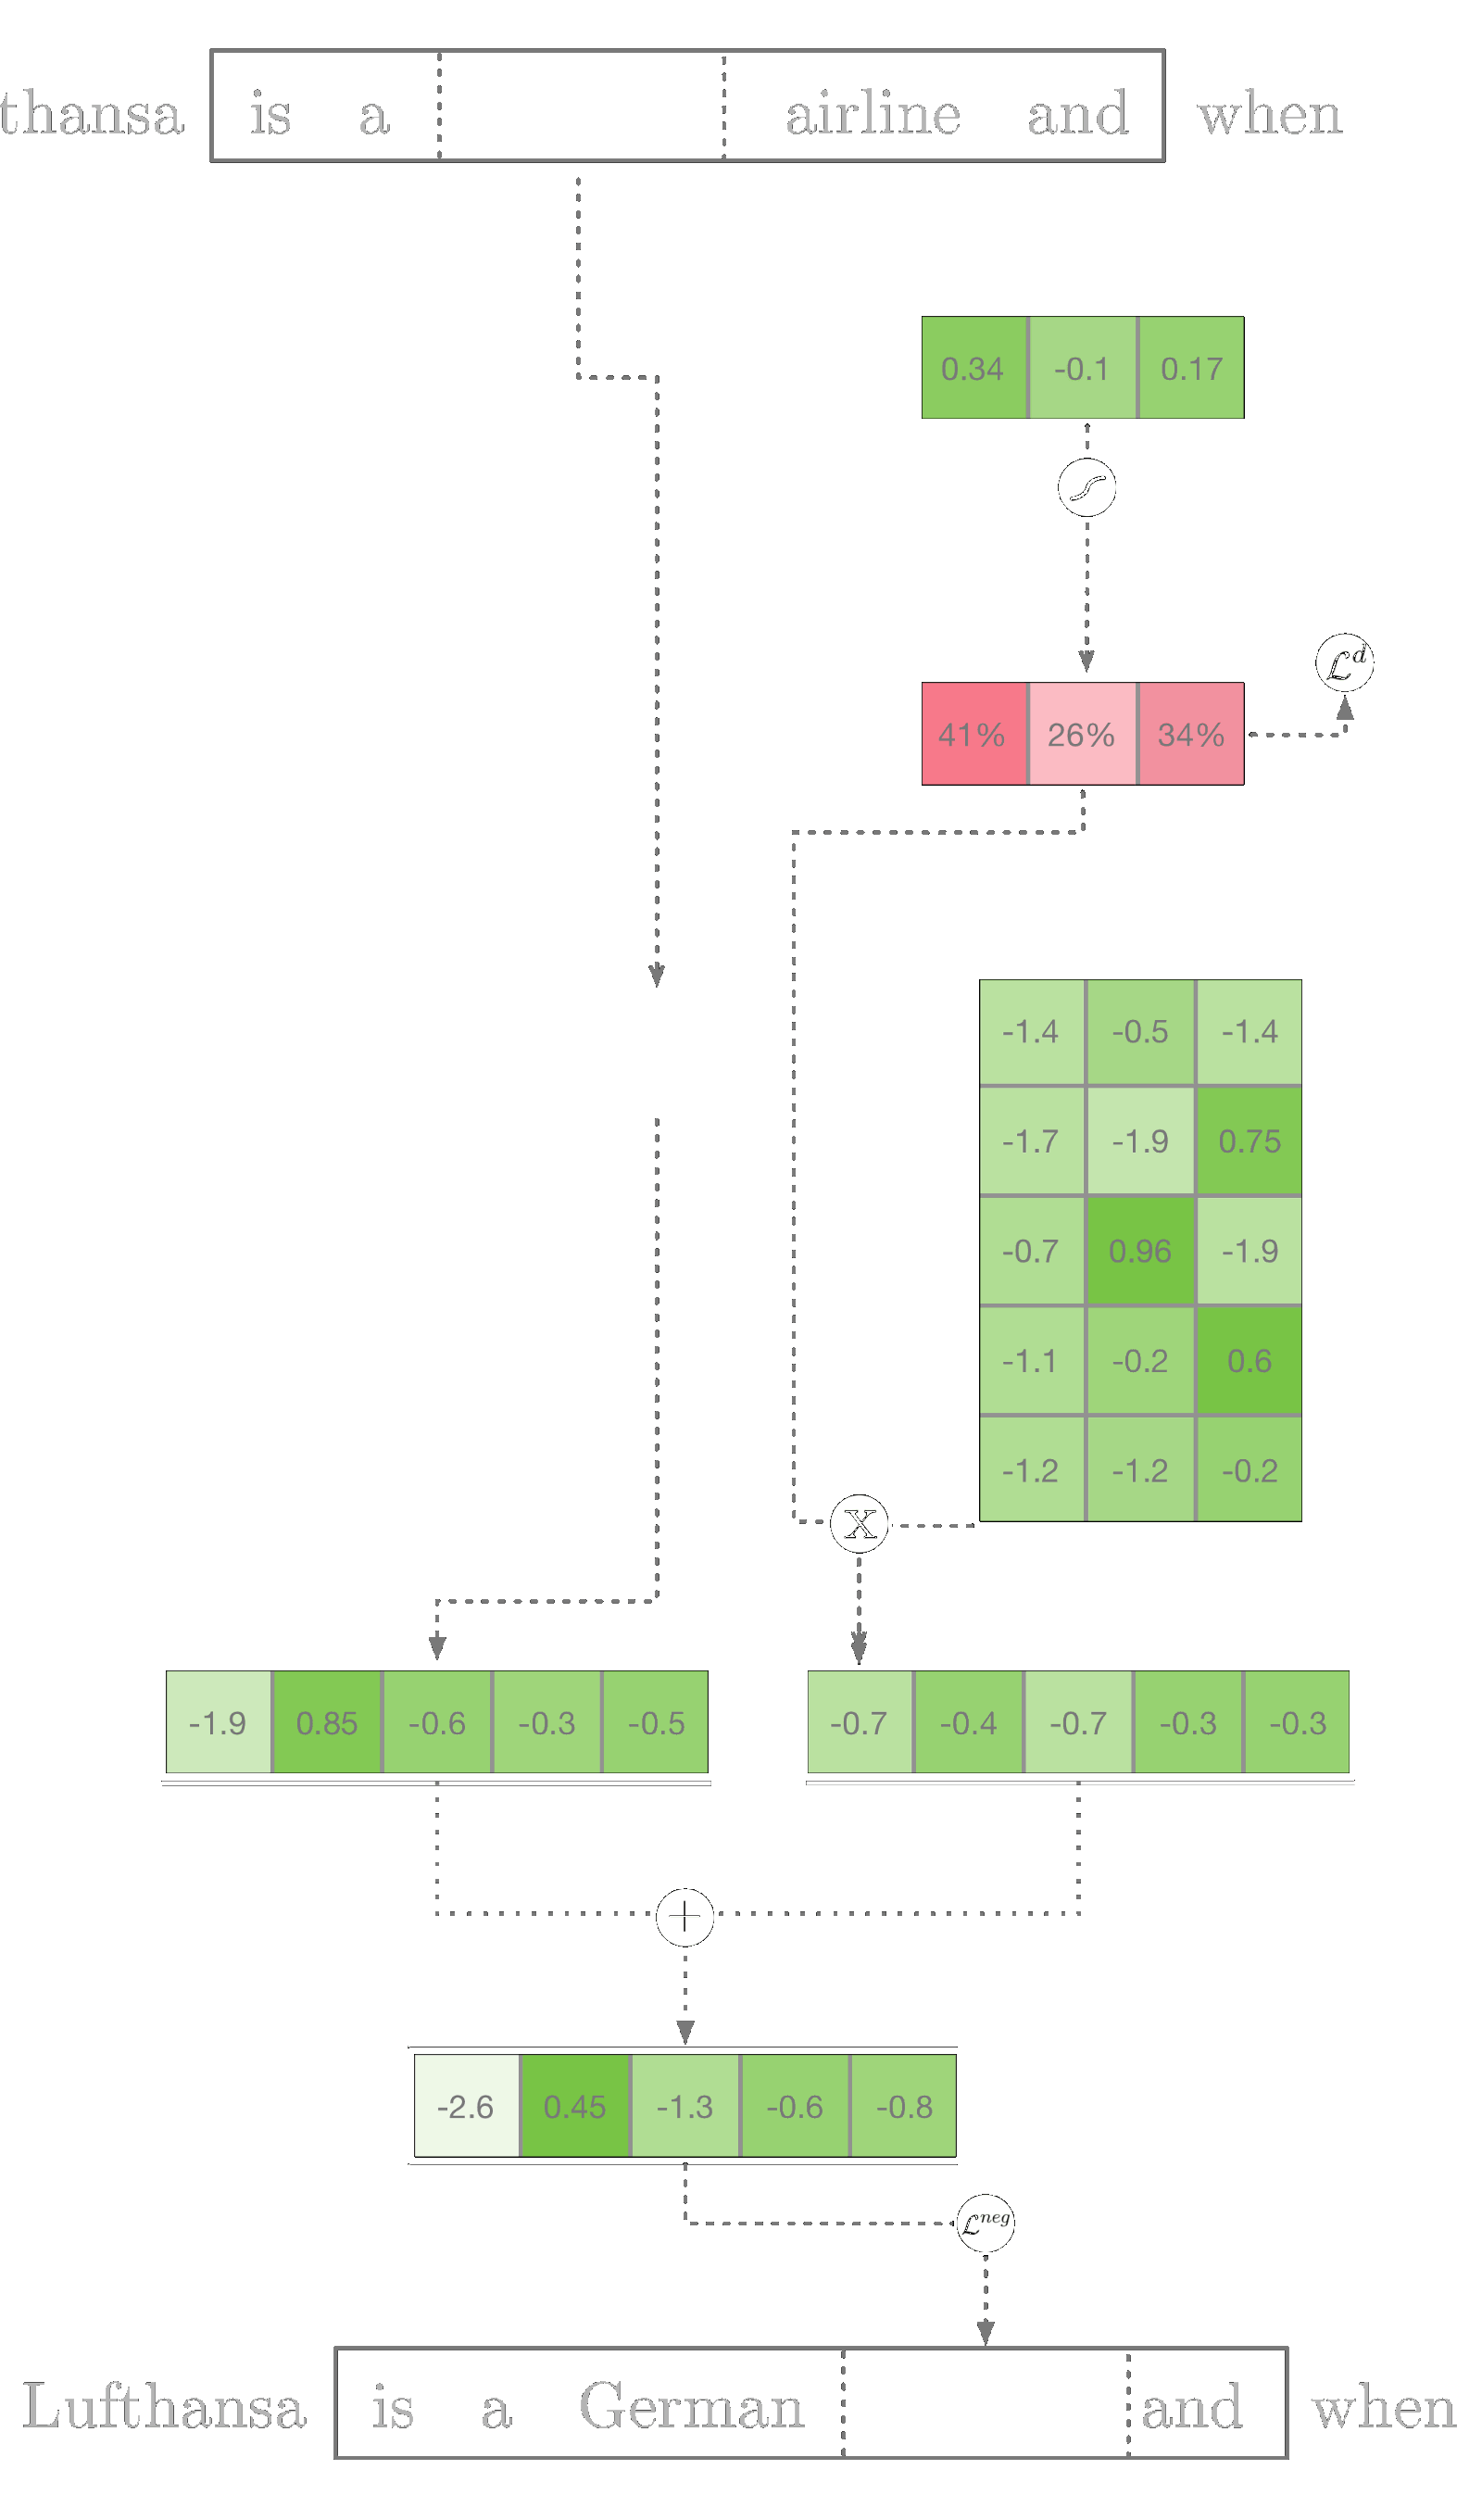 thansa is a airline and when
0.34 -0.1 0.17
ℒᵈ
41% 26% 34%
-1.4 -0.5 -1.4
-1.7 -1.9 0.75
-0.7 0.96 -1.9
-1.1 -0.2 0.6
-1.2 -1.2 -0.2
X
-1.9 0.85 -0.6 -0.3 -0.5 -0.7 -0.4 -0.7 -0.3 -0.3
+
-2.6 0.45 -1.3 -0.6 -0.8
ℒⁿᵉᵍ
Lufthansa is a German and when